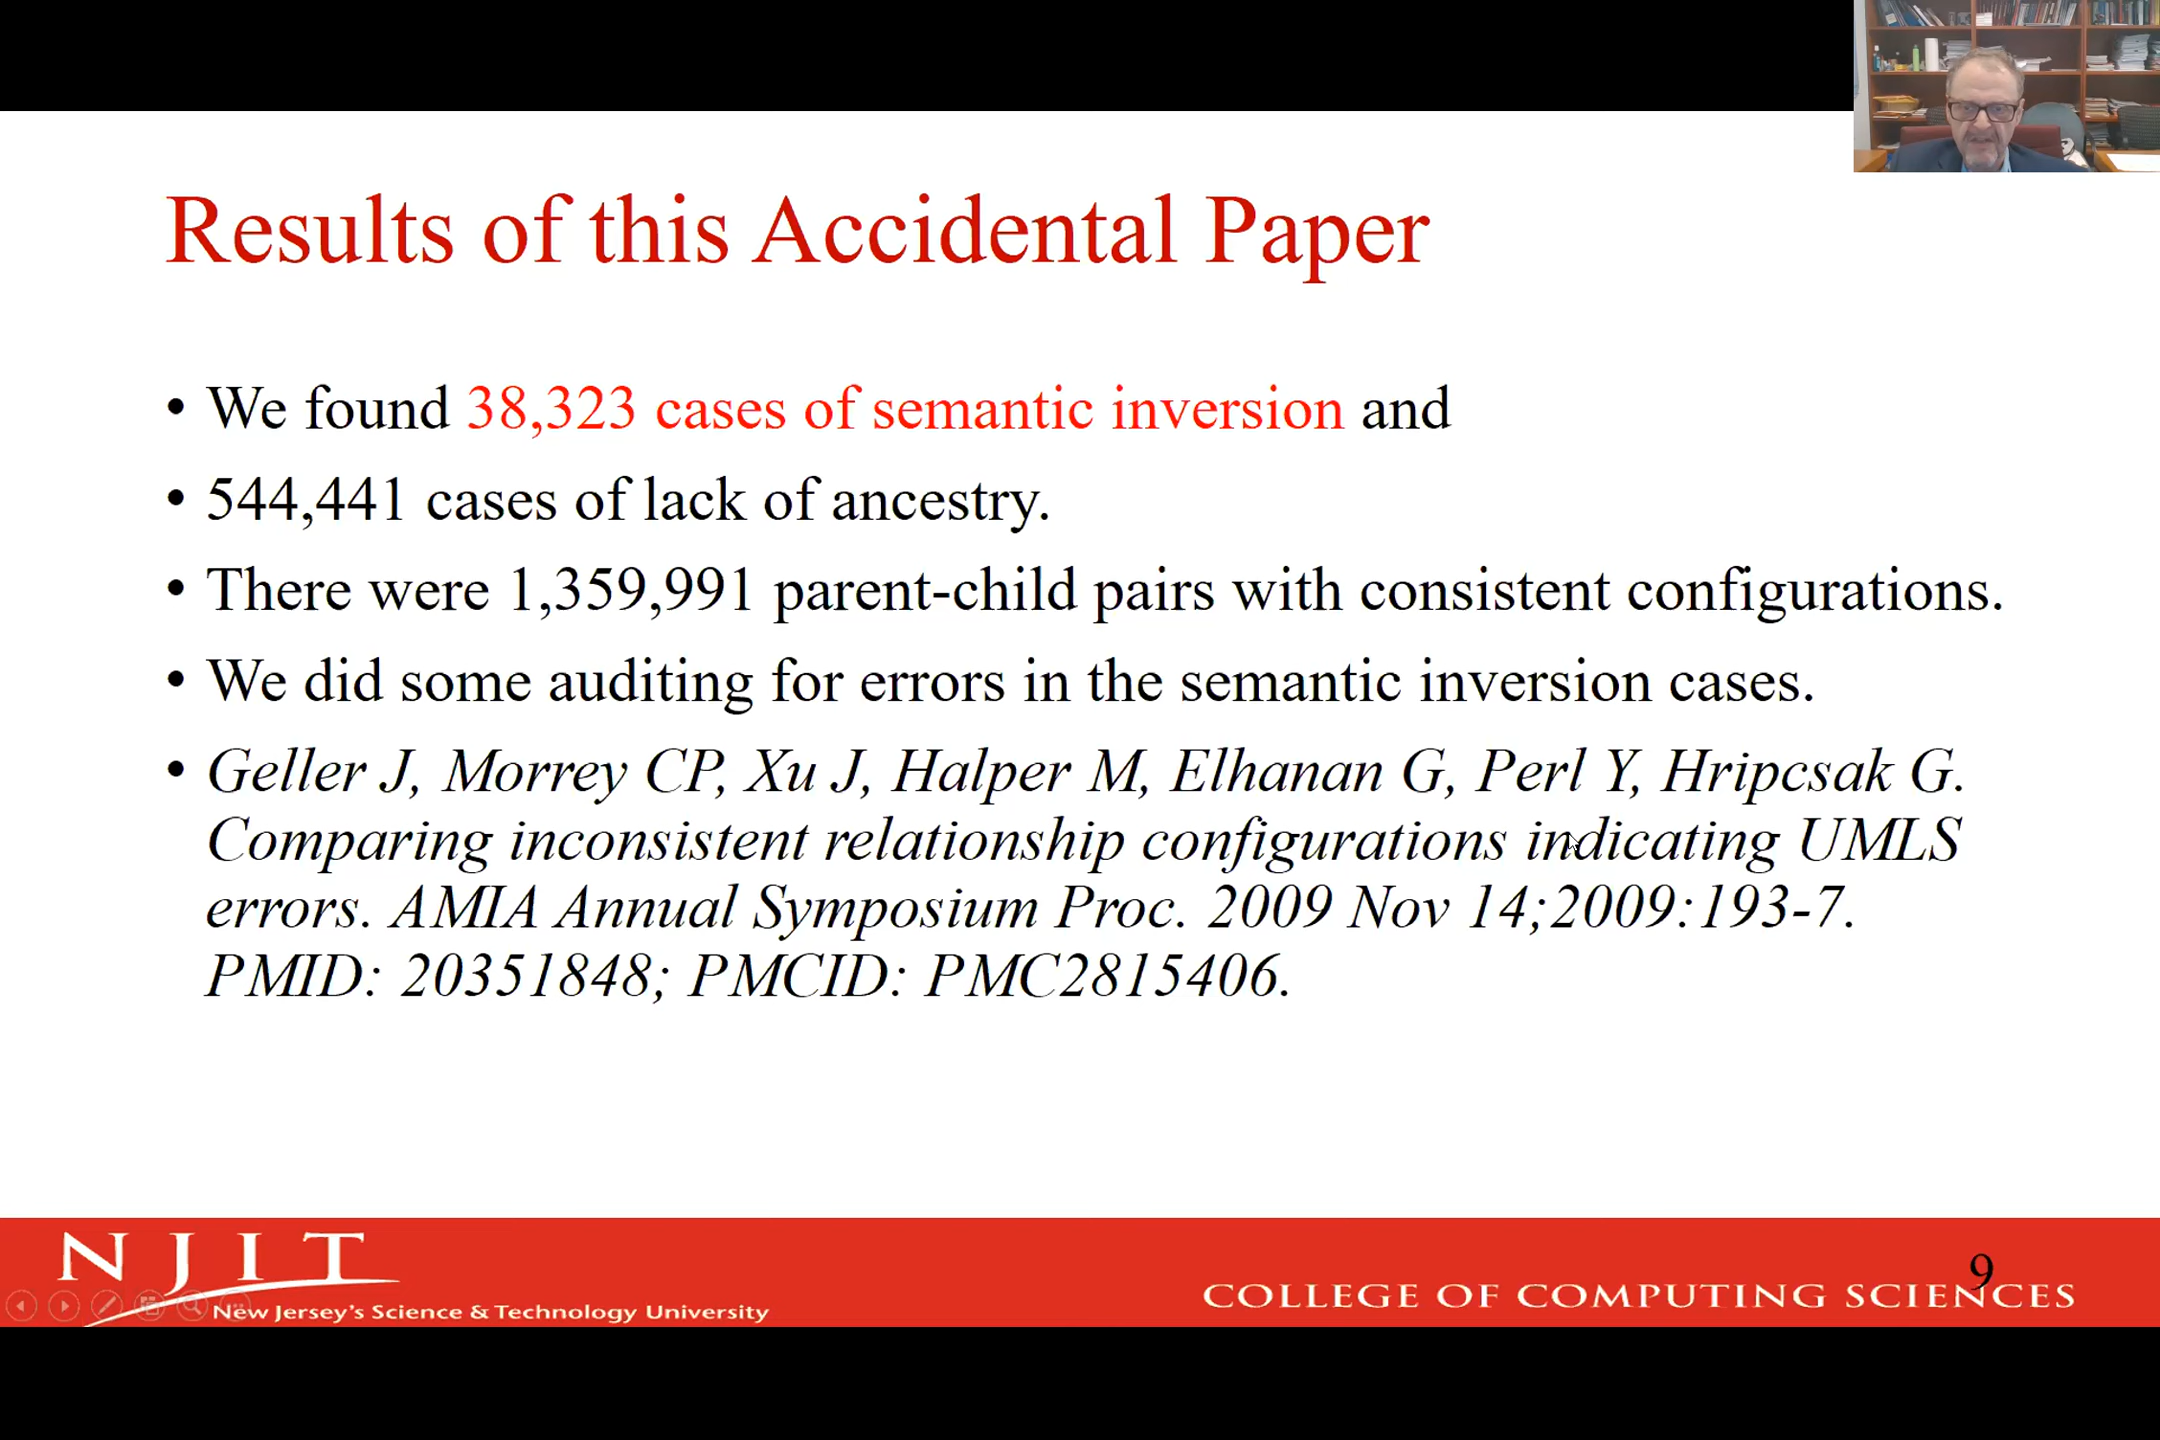 Results of this Accidental Paper
• We found 38,323 cases of semantic inversion and
• 544,441 cases of lack of ancestry.
• There were 1,359,991 parent-child pairs with consistent configurations.
• We did some auditing for errors in the semantic inversion cases.
• Geller J, Morrey CP, Xu J, Halper M, Elhanan G, Perl Y, Hripcsak G.
Comparing inconsistent relationship configurations indicating UMLS
errors. AMIA Annual Symposium Proc. 2009 Nov 14;2009:193-7.
PMID: 20351848; PMCID: PMC2815406.
NJIT
New Jersey's Science & Technology University
9
COLLEGE OF COMPUTING SCIENCES